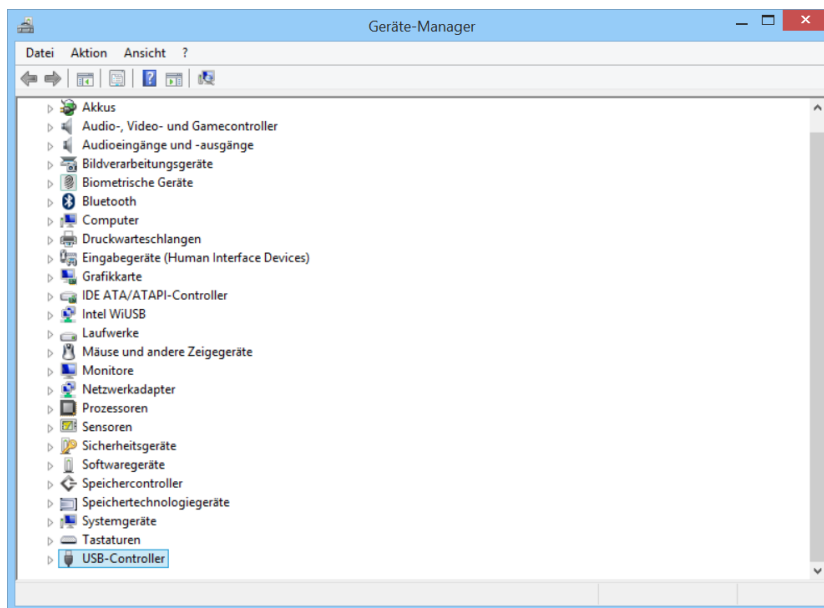 Geräte-Manager
Datei Aktion Ansicht ?
Akkus
Audio-, Video- und Gamecontroller
Audioeingänge und -ausgänge
Bildverarbeitungsgeräte
Biometrische Geräte
Bluetooth
Computer
Druckwarteschlangen
Eingabegeräte (Human Interface Devices)
Grafikkarte
IDE ATA/ATAPI-Controller
Intel WiUSB
Laufwerke
Mäuse und andere Zeigegeräte
Monitore
Netzwerkadapter
Prozessoren
Sensoren
Sicherheitsgeräte
Softwaregeräte
Speichercontroller
Speichertechnologiegeräte
Systemgeräte
Tastaturen
USB-Controller